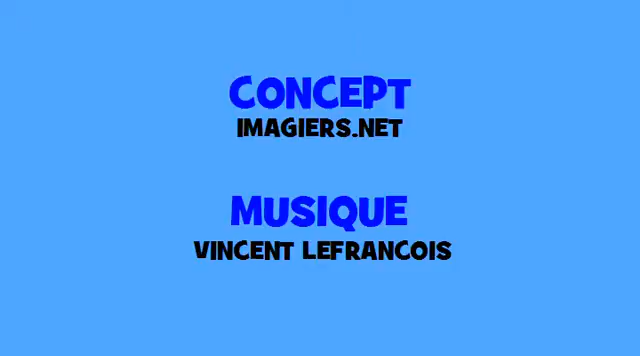 CONCEPT
IMAGIERS.NET
MUSIQUE
VINCENT LEFRANCOIS